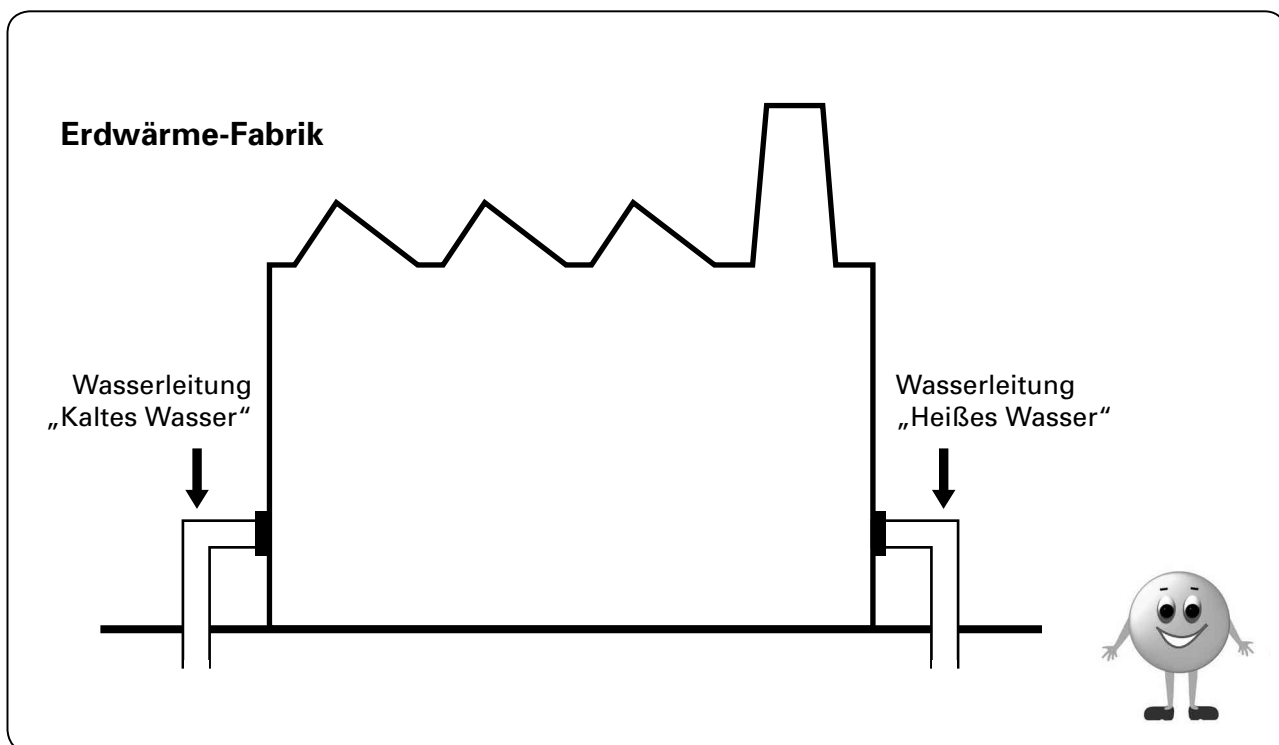 Erdwärme-Fabrik
Wasserleitung
„Kaltes Wasser“
Wasserleitung
„Heißes Wasser“